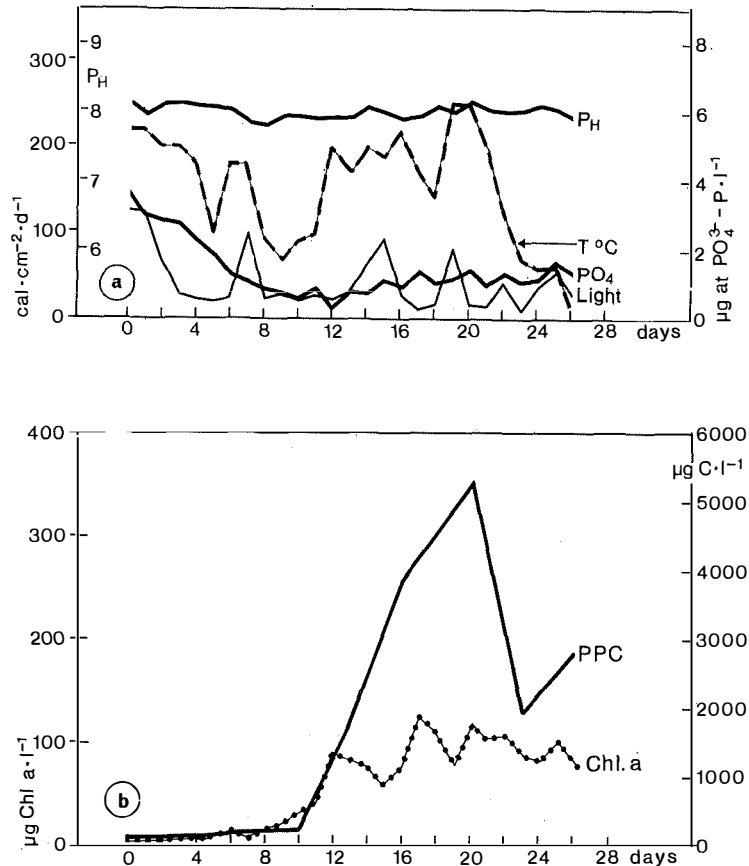 9
8
300
P_H
8
6
P_H
200
7
4
100
6
T °C
2
PO₄
Light
a
0
0
0 4 8 12 16 20 24 28 days
cal·cm⁻²·d⁻¹
µg at PO₄³⁻–P·l⁻¹
400
6000
µg C·l⁻¹
5000
300
4000
200
3000
PPC
2000
100
Chl.a
1000
b
0
0
0 4 8 12 16 20 24 28 days
µg Chl a·l⁻¹